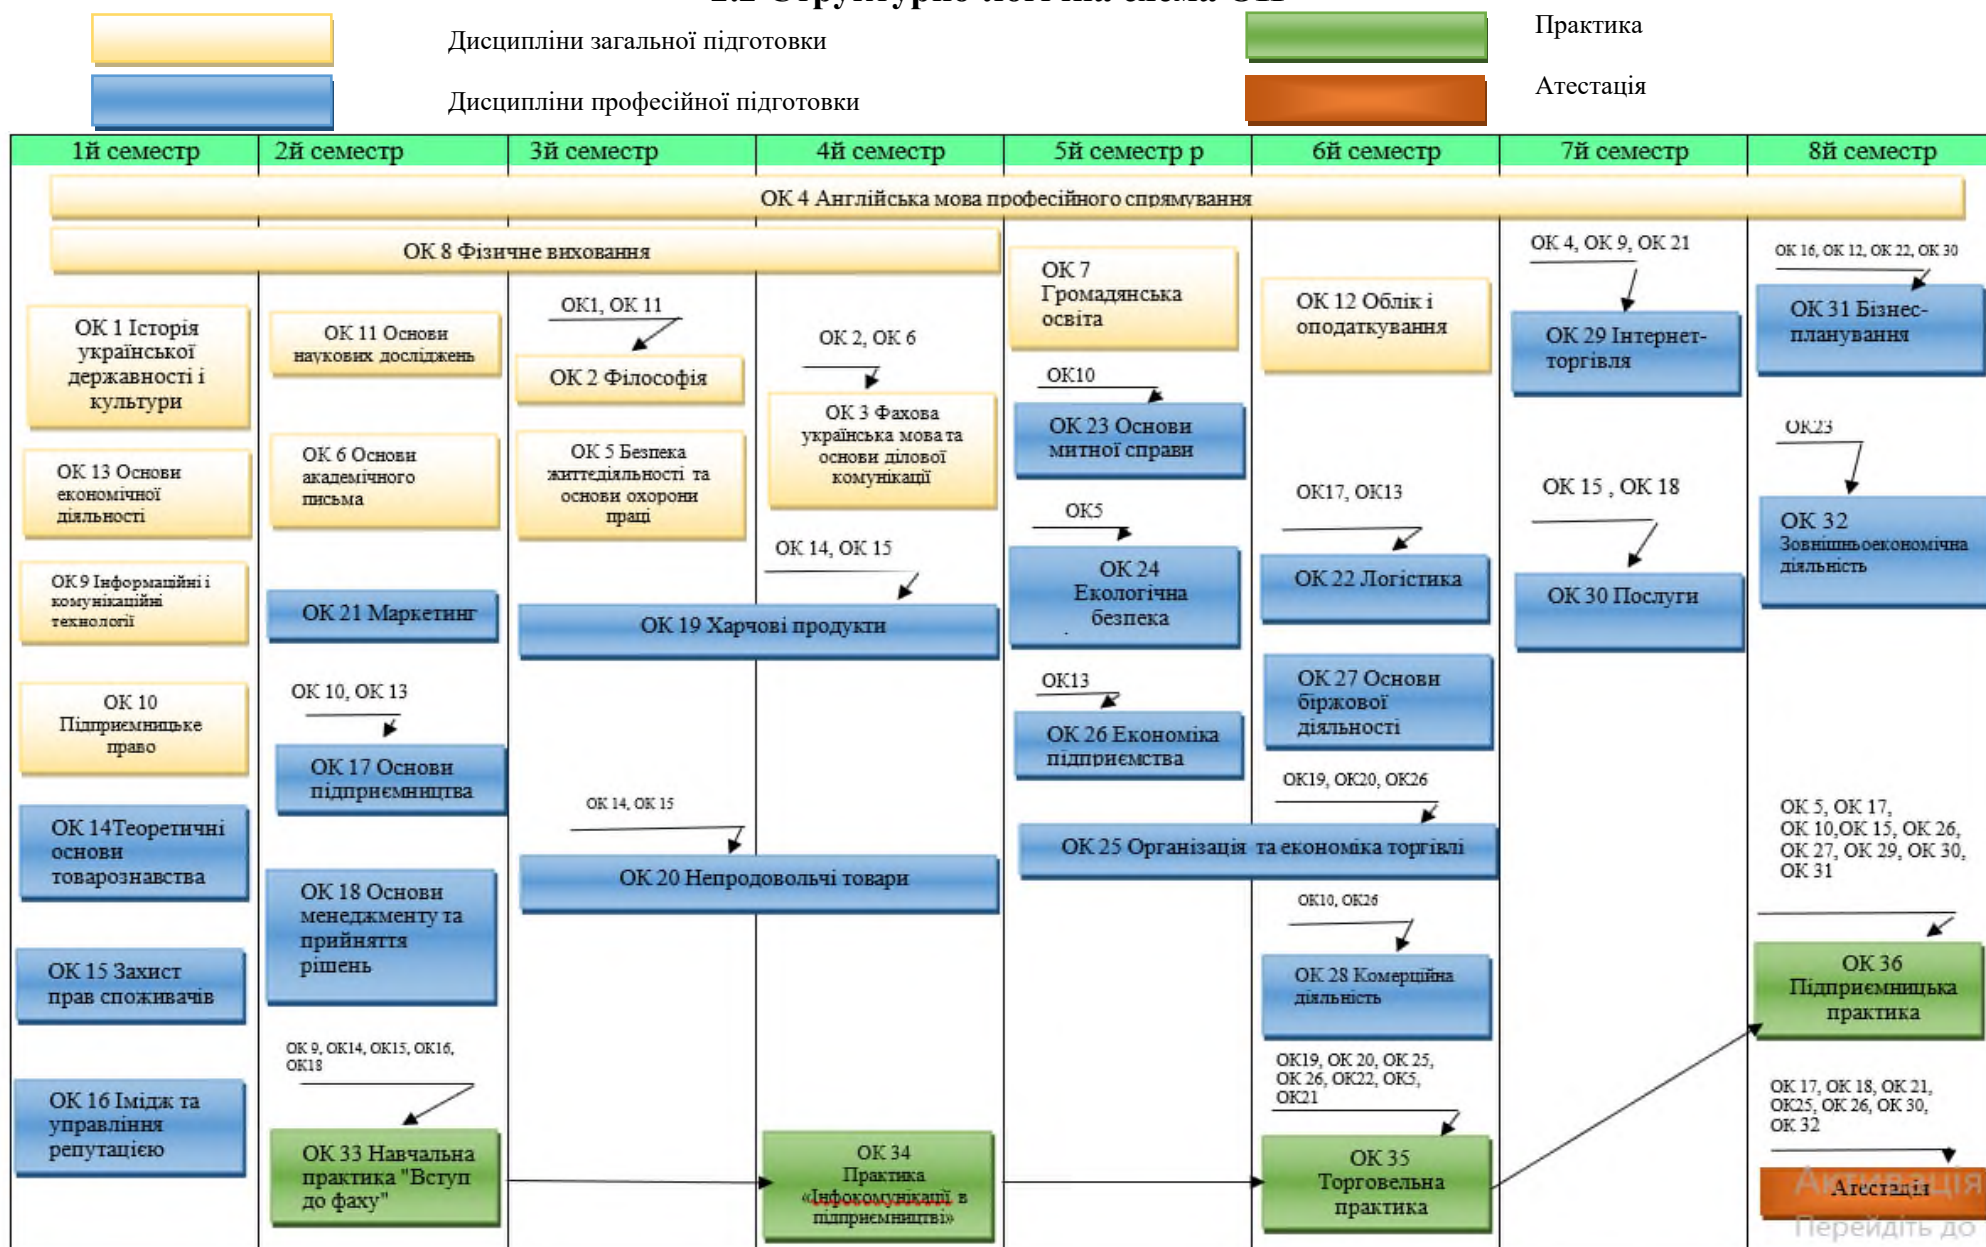 Дисципліни загальної підготовки
Практика
Дисципліни професійної підготовки
Атестація
1й семестр
2й семестр
3й семестр
4й семестр
5й семестр р
6й семестр
7й семестр
8й семестр
ОК 4 Англійська мова професійного спрямування
ОК 8 Фізичне виховання
ОК 1 Історія
української
державності і
культури
ОК 13 Основи
економічної
діяльності
ОК 9 Інформаційні і
комунікаційні
технології
ОК 10
Підприємницьке
право
ОК 14Теоретичні
основи
товарознавства
ОК 15 Захист
прав споживачів
ОК 16 Імідж та
управління
репутацією
ОК 11 Основи
наукових досліджень
ОК 6 Основи
академічного
письма
ОК 21 Маркетинг
ОК 10, ОК 13
ОК 17 Основи
підприємництва
ОК 18 Основи
менеджменту та
прийняття
рішень
ОК 9, ОК14, ОК15, ОК16,
ОК18
ОК 33 Навчальна
практика "Вступ
до фаху"
ОК1, ОК 11
ОК 2 Філософія
ОК 5 Безпека
життєдіяльності та
основи охорони
праці
ОК 2, ОК 6
ОК 3 Фахова
українська мова та
основи ділової
комунікації
ОК 14, ОК 15
ОК 19 Харчові продукти
ОК 14, ОК 15
ОК 20 Непродовольчі товари
ОК 34
Практика
«Інфокомунікації в
підприємництві»
ОК 7
Громадянська
освіта
ОК10
ОК 23 Основи
митної справи
ОК5
ОК 24
Екологічна
безпека
ОК13
ОК 26 Економіка
підприємства
ОК 12 Облік і
оподаткування
ОК17, ОК13
ОК 22 Логістика
ОК 27 Основи
біржової
діяльності
ОК19, ОК20, ОК26
ОК 25 Організація та економіка торгівлі
ОК10, ОК26
ОК 28 Комерційна
діяльність
ОК19, ОК 20, ОК 25,
ОК 26, ОК22, ОК5,
ОК21
ОК 35
Торговельна
практика
ОК 4, ОК 9, ОК 21
ОК 29 Інтернет-
торгівля
ОК 15 , ОК 18
ОК 30 Послуги
ОК 16, ОК 12, ОК 22, ОК 30
ОК 31 Бізнес-
планування
ОК23
ОК 32
Зовнішньоекономічна
діяльність
ОК 5, ОК 17,
ОК 10,ОК 15, ОК 26,
ОК 27, ОК 29, ОК 30,
ОК 31
ОК 36
Підприємницька
практика
ОК 17, ОК 18, ОК 21,
ОК25, ОК 26, ОК 30,
ОК 32
Активація
Атестація
Перейдіть до